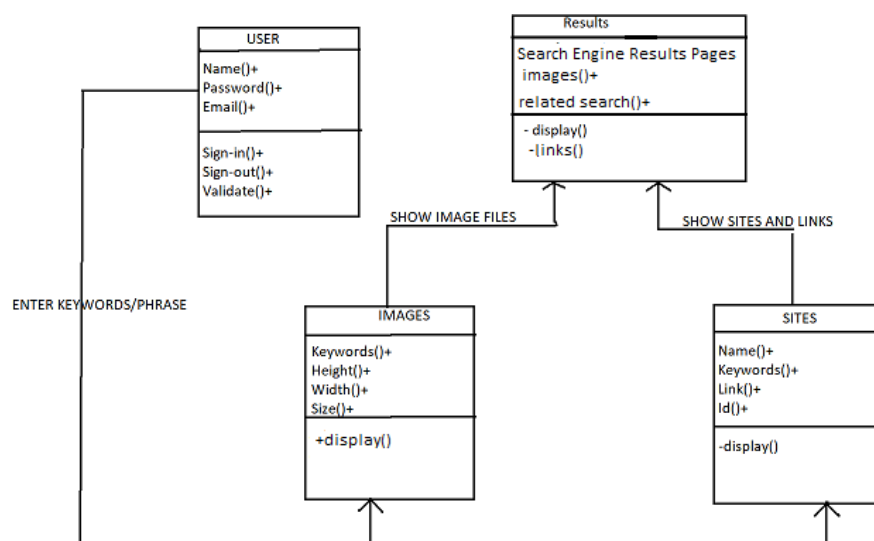 USER
Name()+
Password()+
Email()+
Sign-in()+
Sign-out()+
Validate()+
Results
Search Engine Results Pages
images()+
related search()+
- display()
-links()
SHOW IMAGE FILES
SHOW SITES AND LINKS
ENTER KEYWORDS/PHRASE
IMAGES
Keywords()+
Height()+
Width()+
Size()+
+display()
SITES
Name()+
Keywords()+
Link()+
Id()+
-display()